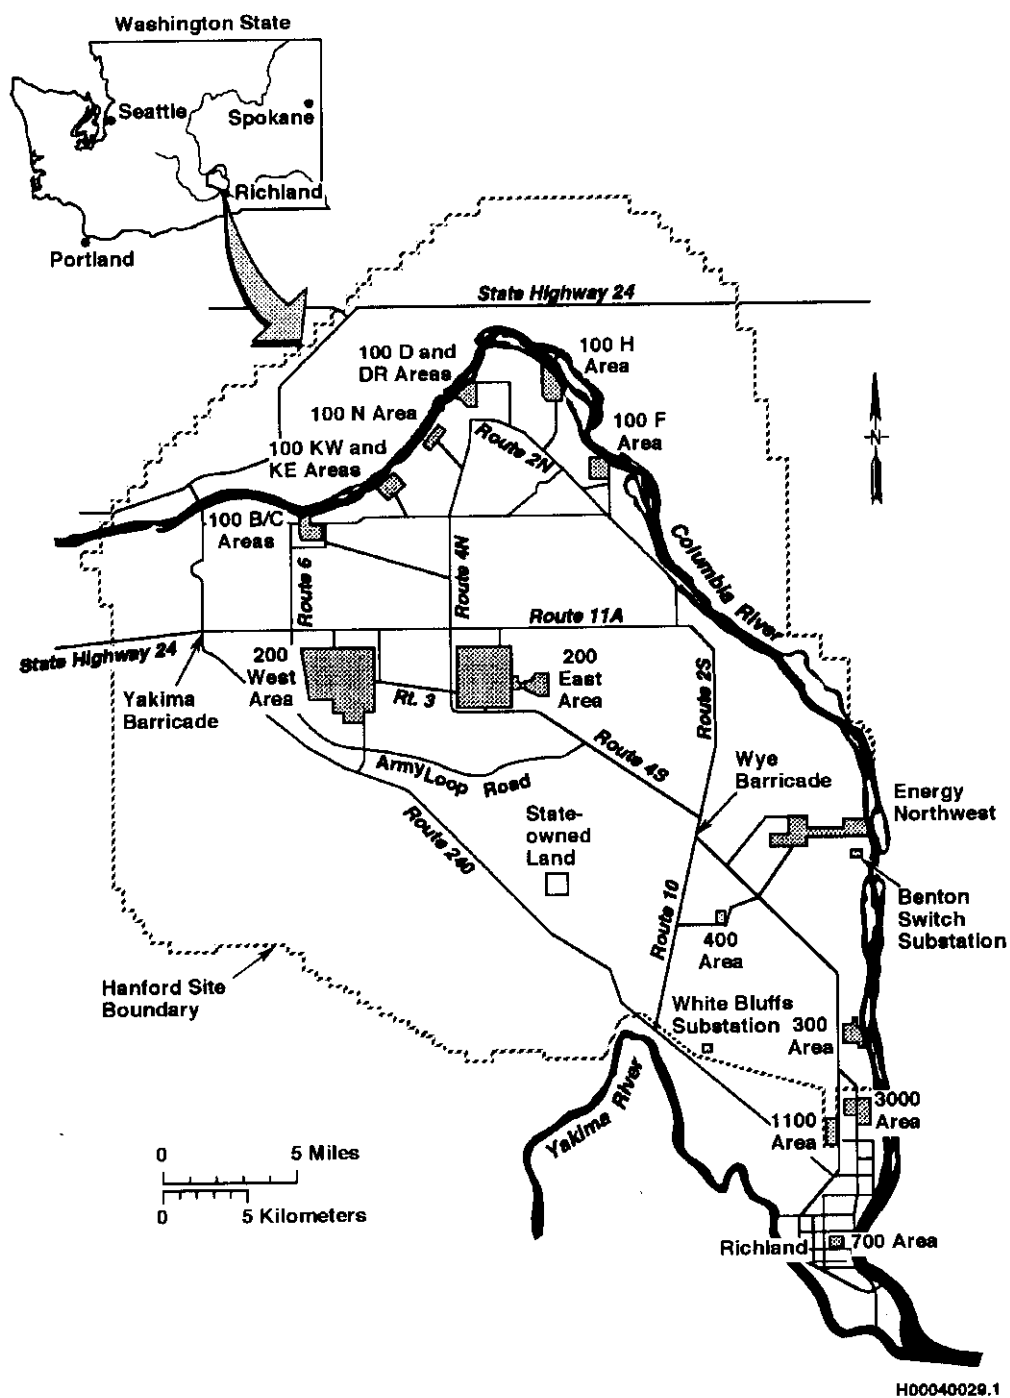 Washington State
Seattle
Spokane
Richland
Portland
State Highway 24
100 D and
DR Areas
100 H
Area
100 N Area
100 F
Area
100 KW and
KE Areas
Route 2N
N
100 B/C
Areas
Route 6
Route 4N
Columbia River
Route 11A
State Highway 24
200
West
Area
200
East
Area
Rt. 3
Route 2S
Yakima
Barricade
Route 4S
Army Loop Road
Wye
Barricade
Energy
Northwest
State-
owned
Land
Route 240
Benton
Switch
Substation
Route 10
400
Area
Hanford Site
Boundary
White Bluffs
Substation
300
Area
Yakima River
3000
Area
1100
Area
0 5 Miles
0 5 Kilometers
Richland
700 Area
H00040029.1